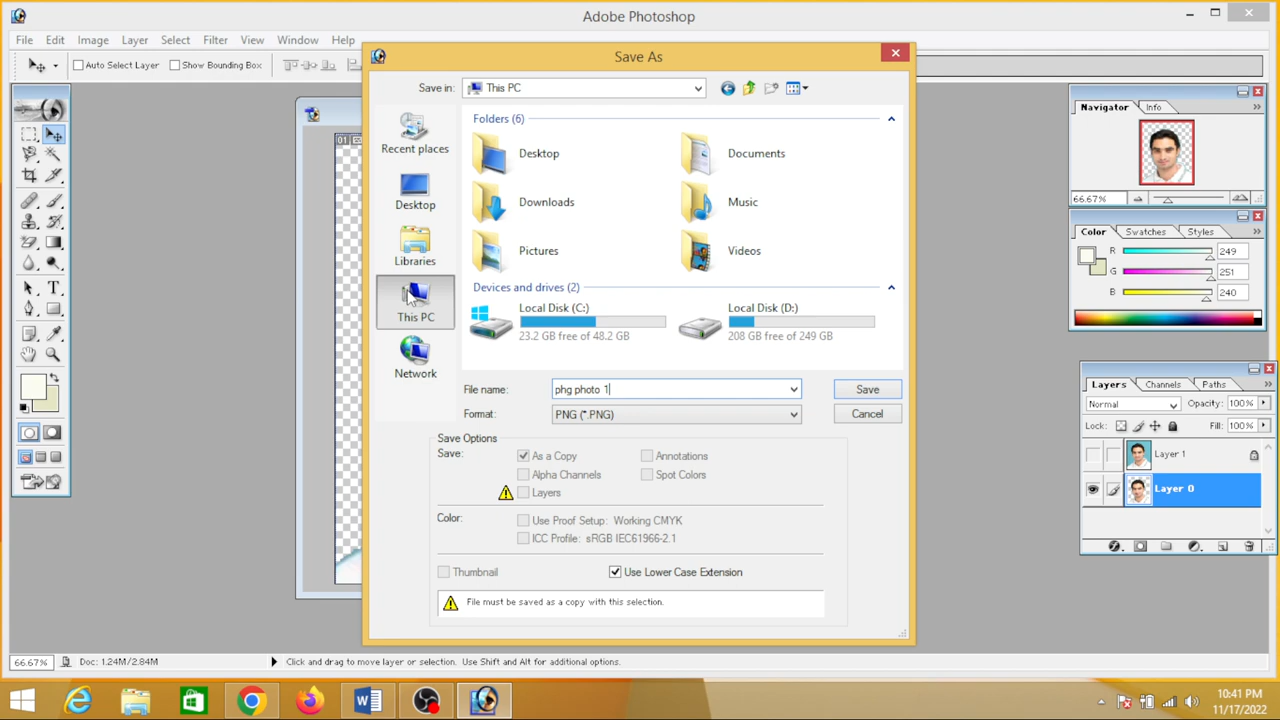 Adobe Photoshop
File Edit Image Layer Select Filter View Window Help
Auto Select Layer Show Bounding Box
Save As
Save in: This PC
Recent places
Desktop
Libraries
This PC
Network
Folders (6)
Desktop Documents
Downloads Music
Pictures Videos
Devices and drives (2)
Local Disk (C:) Local Disk (D:)
23.2 GB free of 48.2 GB 208 GB free of 249 GB
File name: phg photo 1 Save
Format: PNG (*.PNG) Cancel
Save Options
Save: As a Copy Annotations
Alpha Channels Spot Colors
Layers
Color: Use Proof Setup: Working CMYK
ICC Profile: sRGB IEC61966-2.1
Thumbnail Use Lower Case Extension
File must be saved as a copy with this selection.
01
Navigator Info
66.67%
Color Swatches Styles
R 249
G 251
B 240
Layers Channels Paths
Normal Opacity: 100%
Lock: Fill: 100%
Layer 1
Layer 0
66.67% Doc: 1.24M/2.84M Click and drag to move layer or selection. Use Shift and Alt for additional options.
10:41 PM
11/17/2022